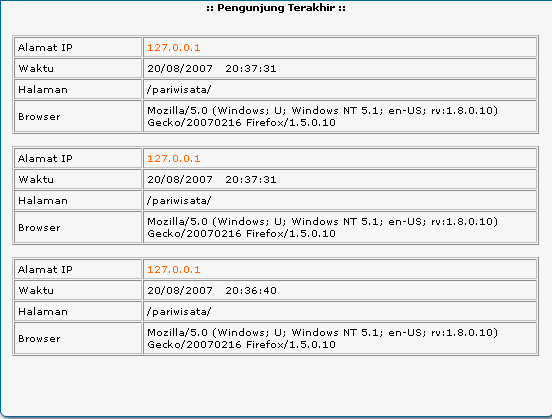 :: Pengunjung Terakhir ::
Alamat IP 127.0.0.1
Waktu 20/08/2007 20:37:31
Halaman /pariwisata/
Browser Mozilla/5.0 (Windows; U; Windows NT 5.1; en-US; rv:1.8.0.10)
Gecko/20070216 Firefox/1.5.0.10
Alamat IP 127.0.0.1
Waktu 20/08/2007 20:37:31
Halaman /pariwisata/
Browser Mozilla/5.0 (Windows; U; Windows NT 5.1; en-US; rv:1.8.0.10)
Gecko/20070216 Firefox/1.5.0.10
Alamat IP 127.0.0.1
Waktu 20/08/2007 20:36:40
Halaman /pariwisata/
Browser Mozilla/5.0 (Windows; U; Windows NT 5.1; en-US; rv:1.8.0.10)
Gecko/20070216 Firefox/1.5.0.10